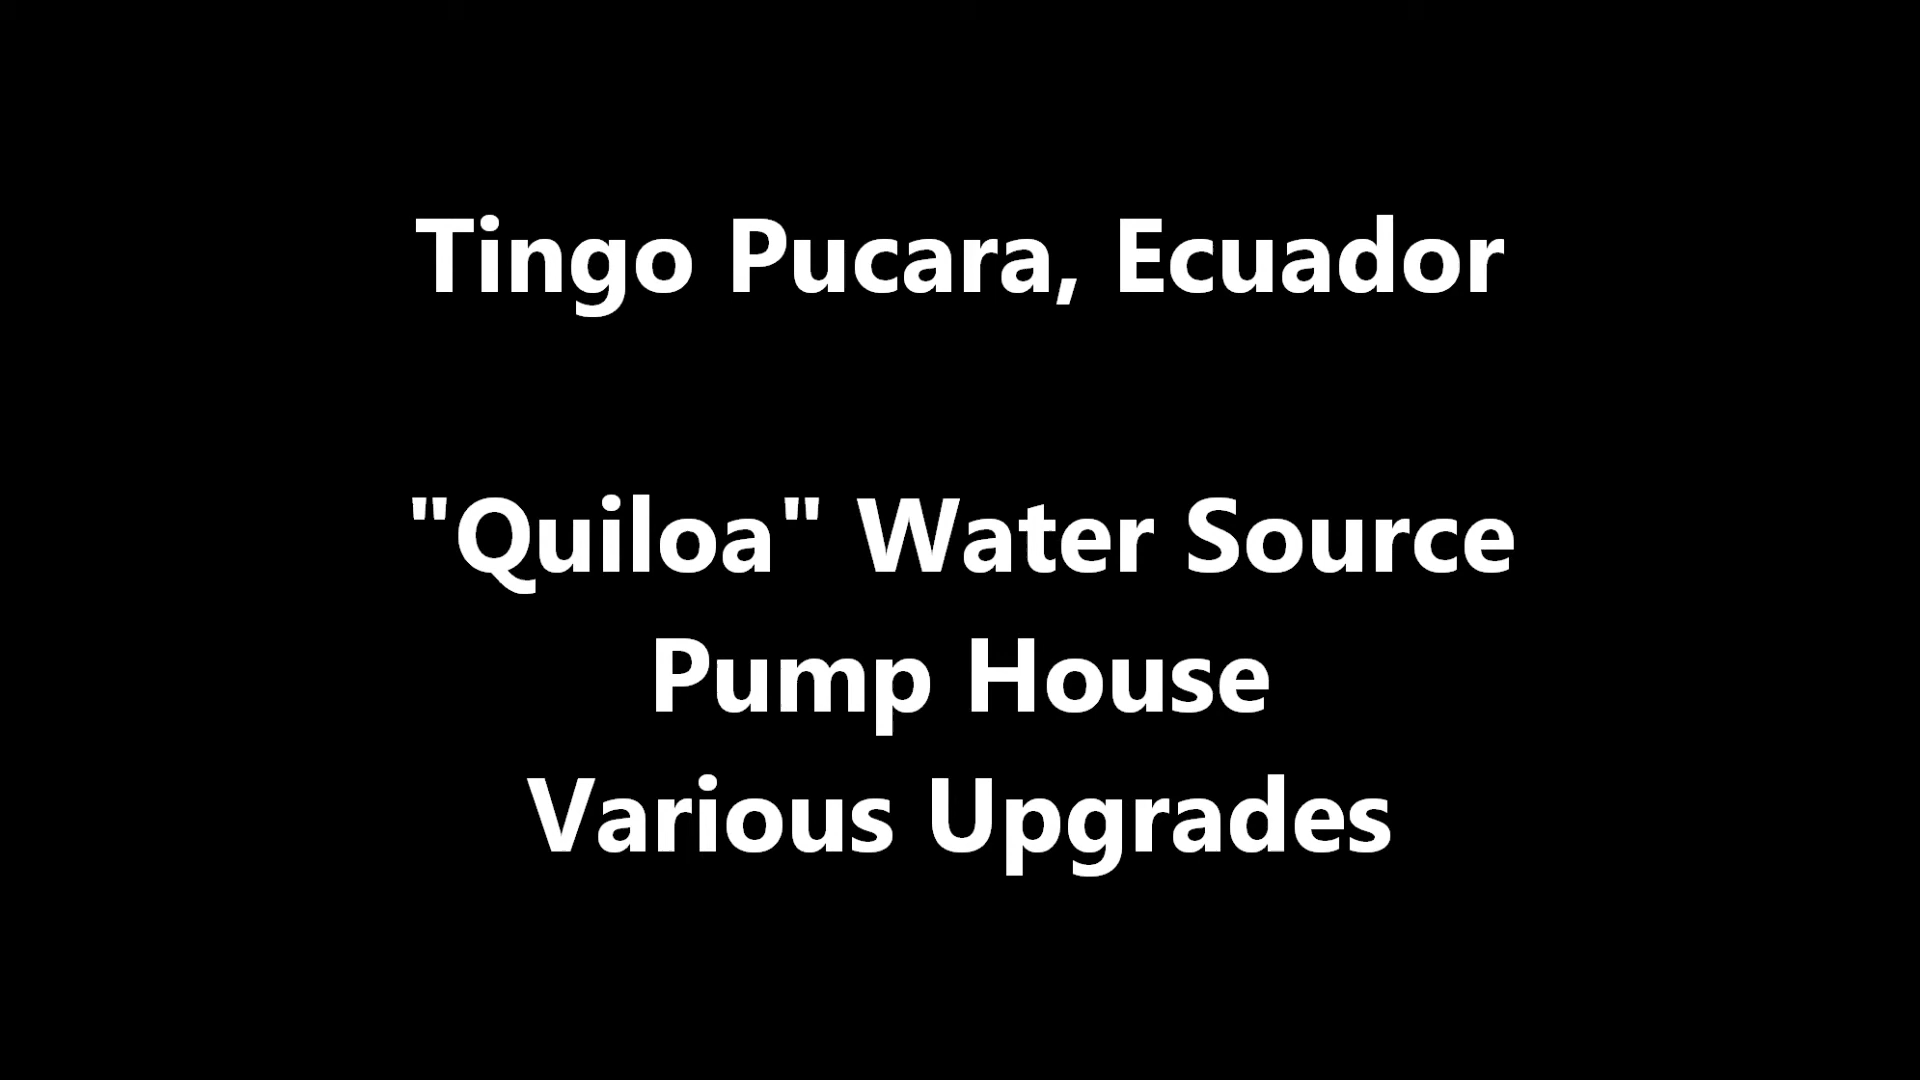 Tingo Pucara, Ecuador
"Quiloa" Water Source
Pump House
Various Upgrades